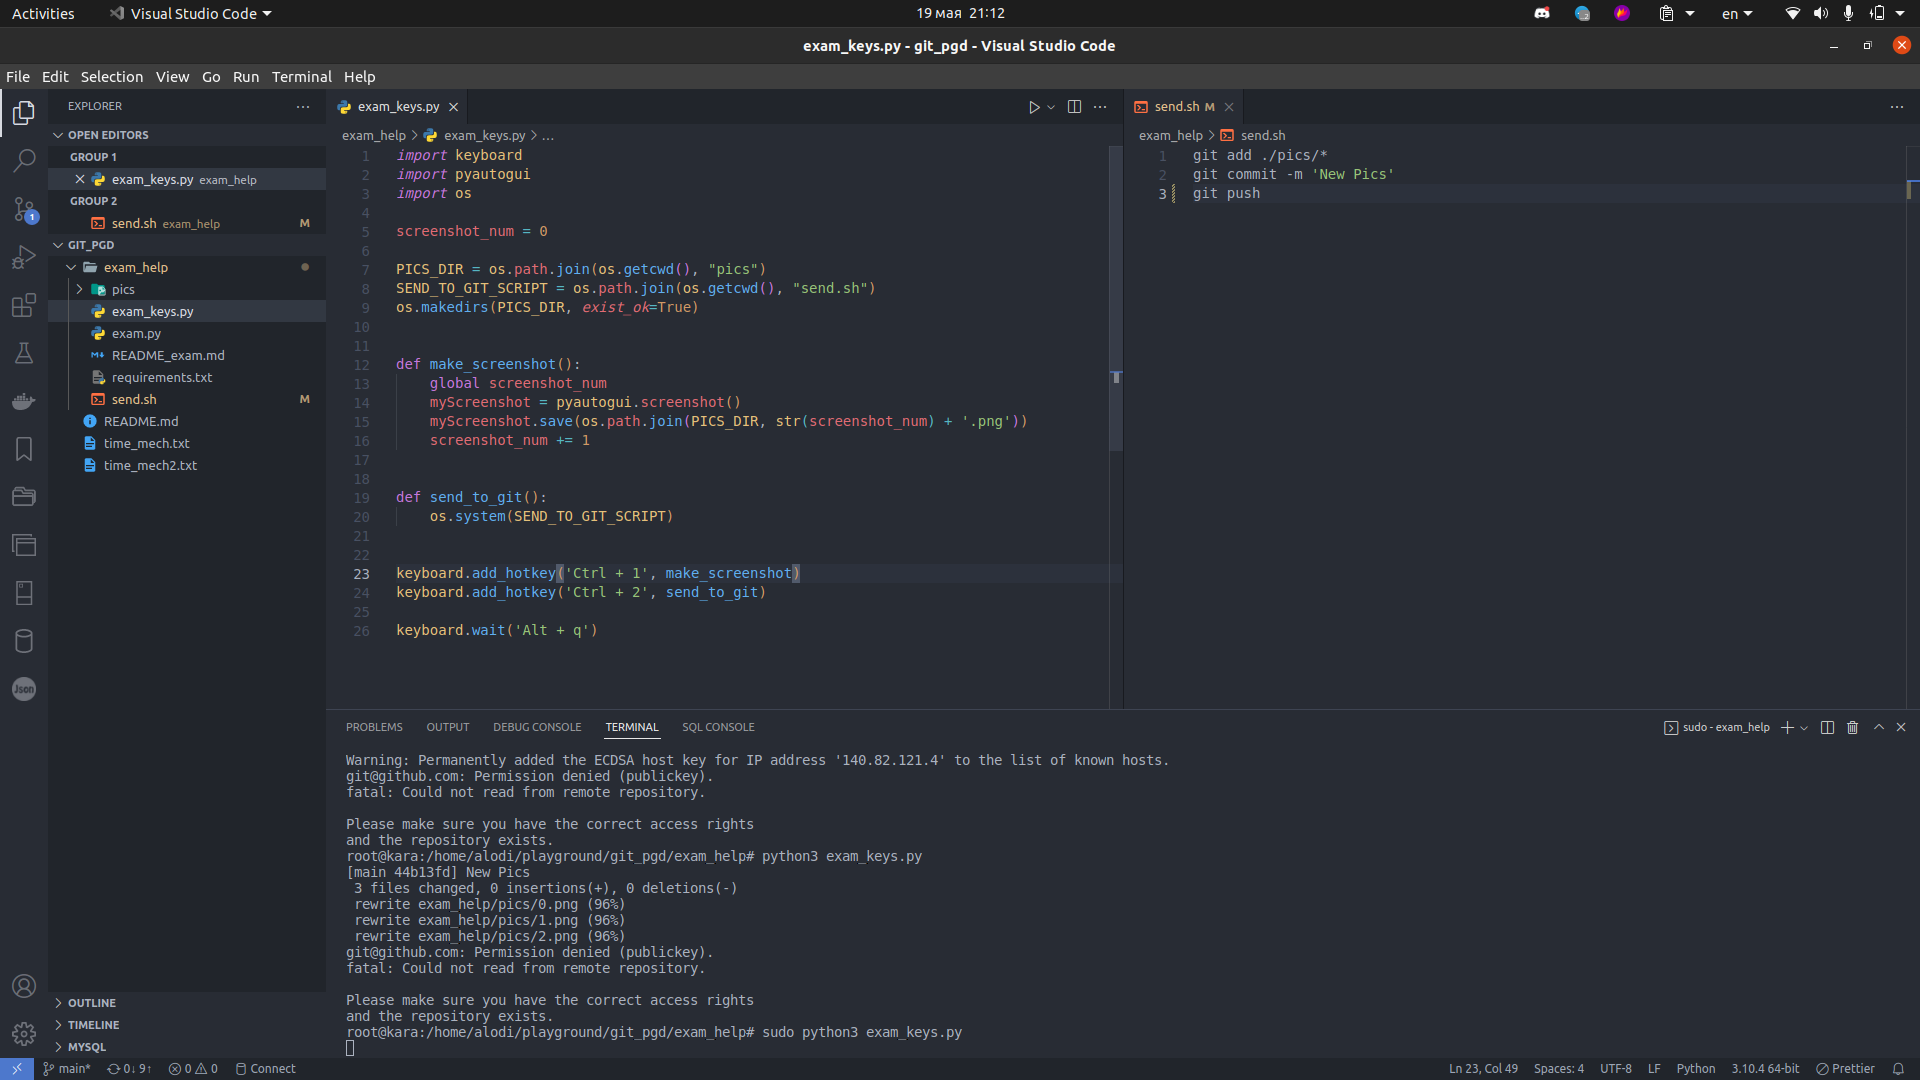 Activities
Visual Studio Code
19 мая 21:12
en
exam_keys.py - git_pgd - Visual Studio Code
File Edit Selection View Go Run Terminal Help
EXPLORER
OPEN EDITORS
GROUP 1
exam_keys.py exam_help
GROUP 2
send.sh exam_help M
GIT_PGD
exam_help
pics
exam_keys.py
exam.py
README_exam.md
requirements.txt
send.sh M
README.md
time_mech.txt
time_mech2.txt
OUTLINE
TIMELINE
MYSQL
1
Json
exam_keys.py
exam_help > exam_keys.py > ...
1 import keyboard
2 import pyautogui
3 import os
4
5 screenshot_num = 0
6
7 PICS_DIR = os.path.join(os.getcwd(), "pics")
8 SEND_TO_GIT_SCRIPT = os.path.join(os.getcwd(), "send.sh")
9 os.makedirs(PICS_DIR, exist_ok=True)
10
11
12 def make_screenshot():
13     global screenshot_num
14     myScreenshot = pyautogui.screenshot()
15     myScreenshot.save(os.path.join(PICS_DIR, str(screenshot_num) + '.png'))
16     screenshot_num += 1
17
18
19 def send_to_git():
20     os.system(SEND_TO_GIT_SCRIPT)
21
22
23 keyboard.add_hotkey('Ctrl + 1', make_screenshot)
24 keyboard.add_hotkey('Ctrl + 2', send_to_git)
25
26 keyboard.wait('Alt + q')
send.sh M
exam_help > send.sh
1 git add ./pics/*
2 git commit -m 'New Pics'
3 git push
PROBLEMS OUTPUT DEBUG CONSOLE TERMINAL SQL CONSOLE
sudo - exam_help
Warning: Permanently added the ECDSA host key for IP address '140.82.121.4' to the list of known hosts.
git@github.com: Permission denied (publickey).
fatal: Could not read from remote repository.

Please make sure you have the correct access rights
and the repository exists.
root@kara:/home/alodi/playground/git_pgd/exam_help# python3 exam_keys.py
[main 44b13fd] New Pics
 3 files changed, 0 insertions(+), 0 deletions(-)
 rewrite exam_help/pics/0.png (96%)
 rewrite exam_help/pics/1.png (96%)
 rewrite exam_help/pics/2.png (96%)
git@github.com: Permission denied (publickey).
fatal: Could not read from remote repository.

Please make sure you have the correct access rights
and the repository exists.
root@kara:/home/alodi/playground/git_pgd/exam_help# sudo python3 exam_keys.py
main* 0↓ 9↑ 0 0 Connect
Ln 23, Col 49 Spaces: 4 UTF-8 LF Python 3.10.4 64-bit Prettier